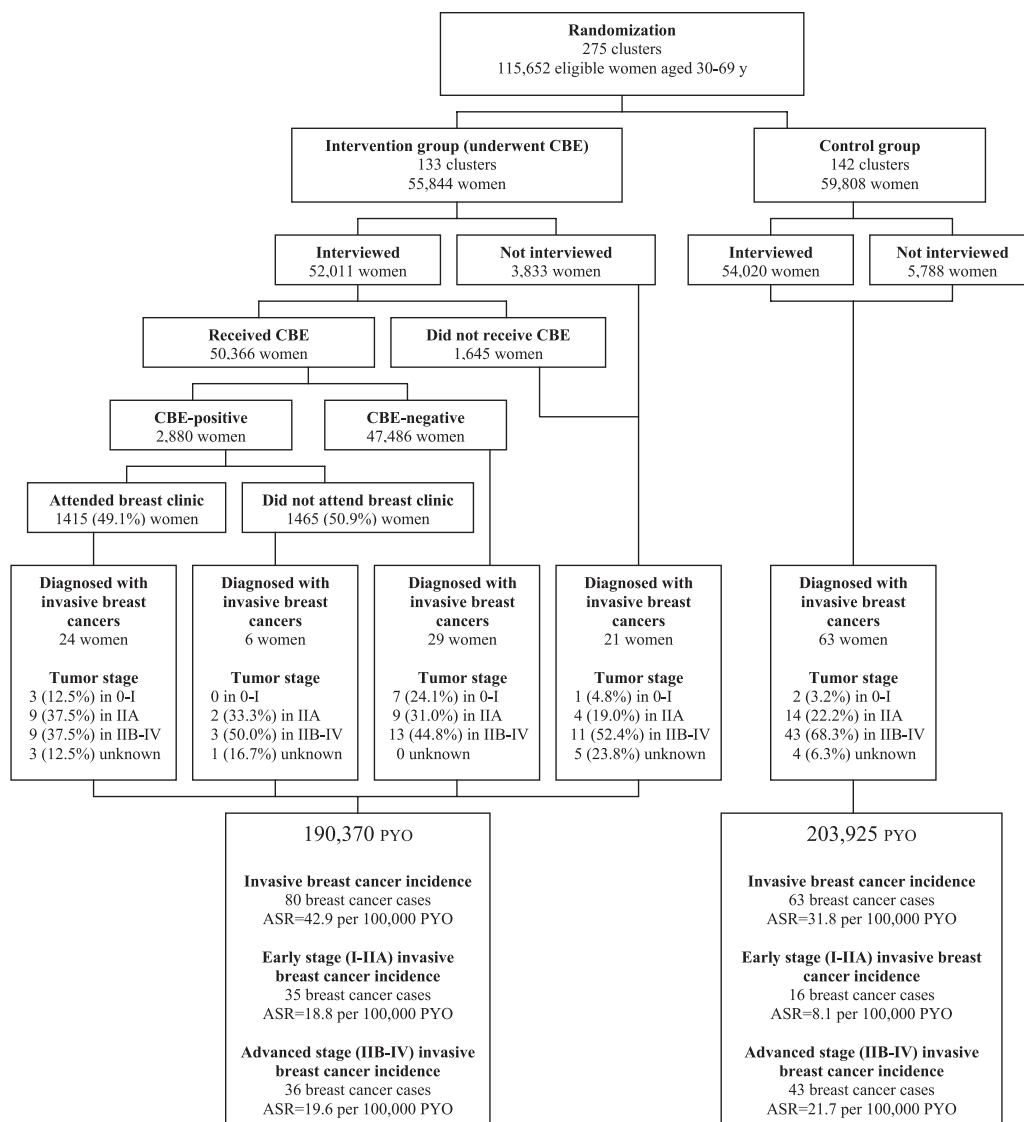 Randomization
275 clusters
115,652 eligible women aged 30-69 y
Intervention group (underwent CBE)
133 clusters
55,844 women
Control group
142 clusters
59,808 women
Interviewed
52,011 women
Not interviewed
3,833 women
Interviewed
54,020 women
Not interviewed
5,788 women
Received CBE
50,366 women
Did not receive CBE
1,645 women
CBE-positive
2,880 women
CBE-negative
47,486 women
Attended breast clinic
1415 (49.1%) women
Did not attend breast clinic
1465 (50.9%) women
Diagnosed with
invasive breast
cancers
24 women
Tumor stage
3 (12.5%) in 0-I
9 (37.5%) in IIA
9 (37.5%) in IIB-IV
3 (12.5%) unknown
Diagnosed with
invasive breast
cancers
6 women
Tumor stage
0 in 0-I
2 (33.3%) in IIA
3 (50.0%) in IIB-IV
1 (16.7%) unknown
Diagnosed with
invasive breast
cancers
29 women
Tumor stage
7 (24.1%) in 0-I
9 (31.0%) in IIA
13 (44.8%) in IIB-IV
0 unknown
Diagnosed with
invasive breast
cancers
21 women
Tumor stage
1 (4.8%) in 0-I
4 (19.0%) in IIA
11 (52.4%) in IIB-IV
5 (23.8%) unknown
Diagnosed with
invasive breast
cancers
63 women
Tumor stage
2 (3.2%) in 0-I
14 (22.2%) in IIA
43 (68.3%) in IIB-IV
4 (6.3%) unknown
190,370 PYO
Invasive breast cancer incidence
80 breast cancer cases
ASR=42.9 per 100,000 PYO
Early stage (I-IIA) invasive
breast cancer incidence
35 breast cancer cases
ASR=18.8 per 100,000 PYO
Advanced stage (IIB-IV) invasive
breast cancer incidence
36 breast cancer cases
ASR=19.6 per 100,000 PYO
203,925 PYO
Invasive breast cancer incidence
63 breast cancer cases
ASR=31.8 per 100,000 PYO
Early stage (I-IIA) invasive breast
cancer incidence
16 breast cancer cases
ASR=8.1 per 100,000 PYO
Advanced stage (IIB-IV) invasive
breast cancer incidence
43 breast cancer cases
ASR=21.7 per 100,000 PYO